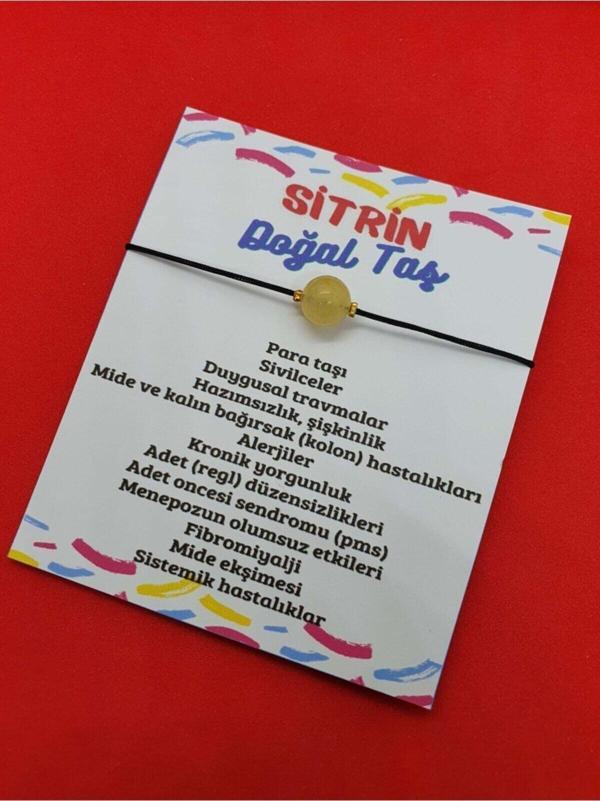 SİTRİN
Doğal Taş
Para taşı
Sivilceler
Duygusal travmalar
Hazımsızlık, şişkinlik
Mide ve kalın bağırsak (kolon) hastalıkları
Alerjiler
Kronik yorgunluk
Adet (regl) düzensizlikleri
Adet oncesi sendromu (pms)
Menepozun olumsuz etkileri
Fibromiyalji
Mide ekşimesi
Sistemik hastalıklar